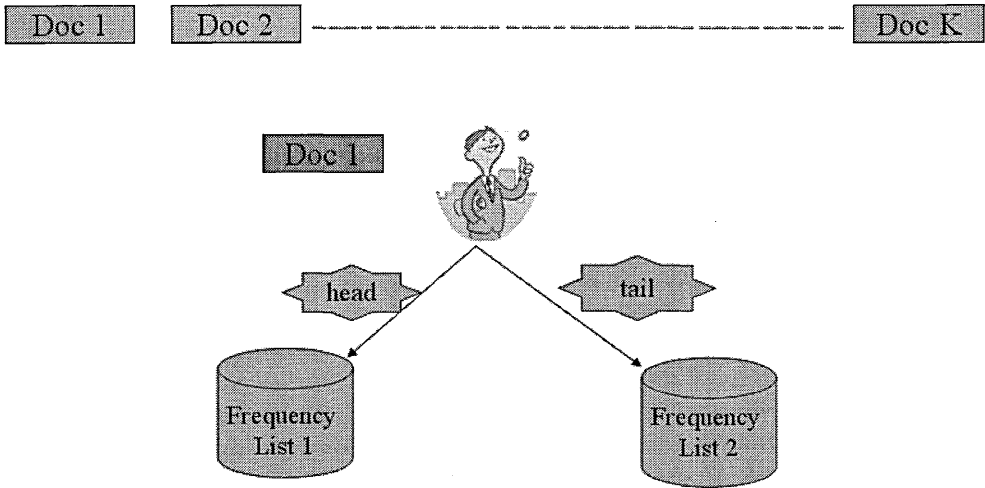 Doc 1
Doc 2
Doc K
Doc 1
head
tail
Frequency
List 1
Frequency
List 2